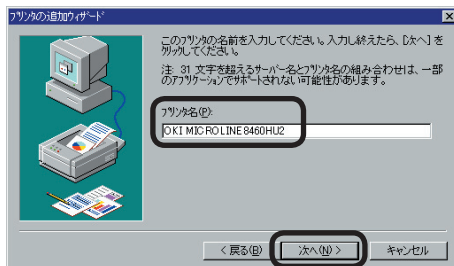 プリンタの追加ウィザード
このプリンタの名前を入力してください。入力し終えたら、[次へ] を
クリックしてください。
注: 31 文字を超えるサーバー名とプリンタ名の組み合わせは、一部
のアプリケーションでサポートされない可能性があります。
プリンタ名(P):
OKI MICROLINE 8460HU2
< 戻る(B)
次へ(N) >
キャンセル